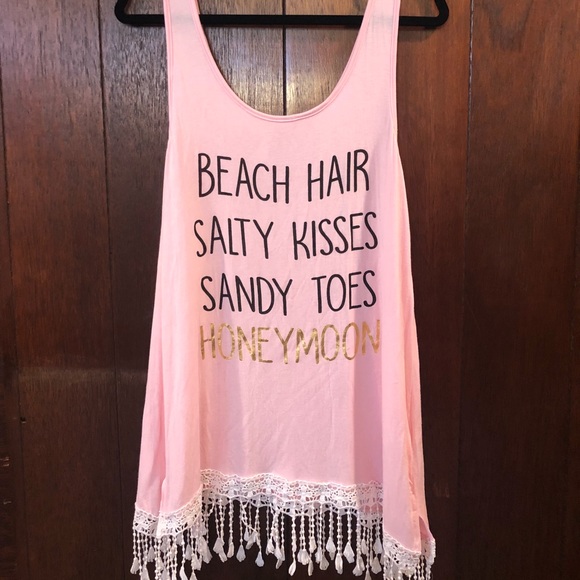 BEACH HAIR
SALTY KISSES
SANDY TOES
HONEYMOON